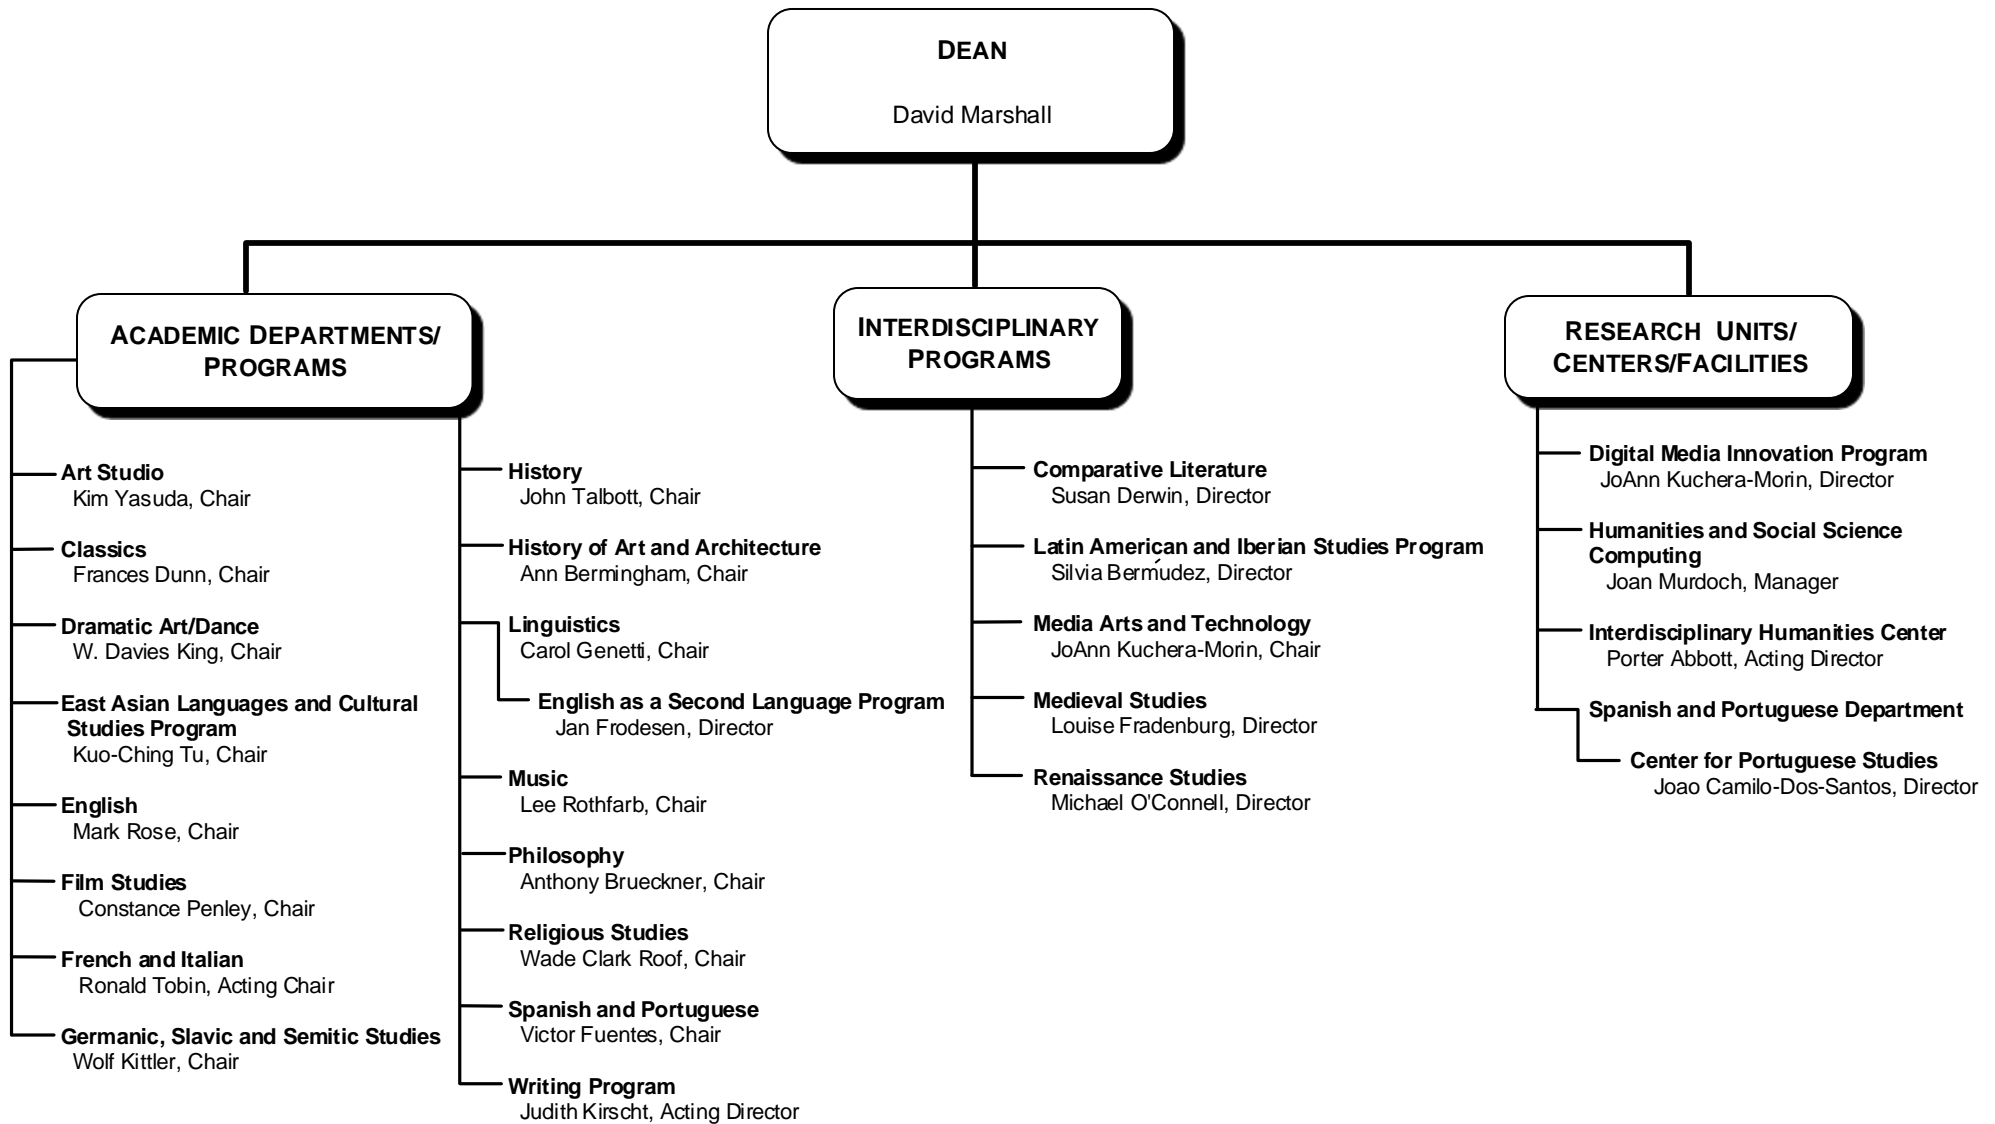 DEAN
David Marshall
ACADEMIC DEPARTMENTS/
PROGRAMS
Art Studio
Kim Yasuda, Chair
Classics
Frances Dunn, Chair
Dramatic Art/Dance
W. Davies King, Chair
East Asian Languages and Cultural
Studies Program
Kuo-Ching Tu, Chair
English
Mark Rose, Chair
Film Studies
Constance Penley, Chair
French and Italian
Ronald Tobin, Acting Chair
Germanic, Slavic and Semitic Studies
Wolf Kittler, Chair
History
John Talbott, Chair
History of Art and Architecture
Ann Bermingham, Chair
Linguistics
Carol Genetti, Chair
English as a Second Language Program
Jan Frodesen, Director
Music
Lee Rothfarb, Chair
Philosophy
Anthony Brueckner, Chair
Religious Studies
Wade Clark Roof, Chair
Spanish and Portuguese
Victor Fuentes, Chair
Writing Program
Judith Kirscht, Acting Director
INTERDISCIPLINARY
PROGRAMS
Comparative Literature
Susan Derwin, Director
Latin American and Iberian Studies Program
Silvia Bermúdez, Director
Media Arts and Technology
JoAnn Kuchera-Morin, Chair
Medieval Studies
Louise Fradenburg, Director
Renaissance Studies
Michael O'Connell, Director
RESEARCH UNITS/
CENTERS/FACILITIES
Digital Media Innovation Program
JoAnn Kuchera-Morin, Director
Humanities and Social Science
Computing
Joan Murdoch, Manager
Interdisciplinary Humanities Center
Porter Abbott, Acting Director
Spanish and Portuguese Department
Center for Portuguese Studies
Joao Camilo-Dos-Santos, Director